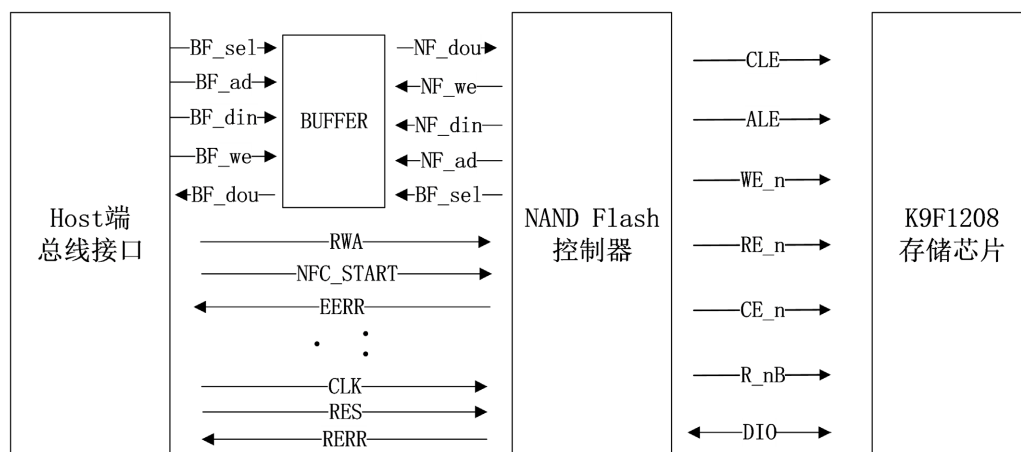 Host端
总线接口
BF_sel
BF_ad
BF_din
BF_we
BF_dou
BUFFER
NF_dou
NF_we
NF_din
NF_ad
BF_sel
RWA
NFC_START
EERR
CLK
RES
RERR
NAND Flash
控制器
CLE
ALE
WE_n
RE_n
CE_n
R_nB
DIO
K9F1208
存储芯片